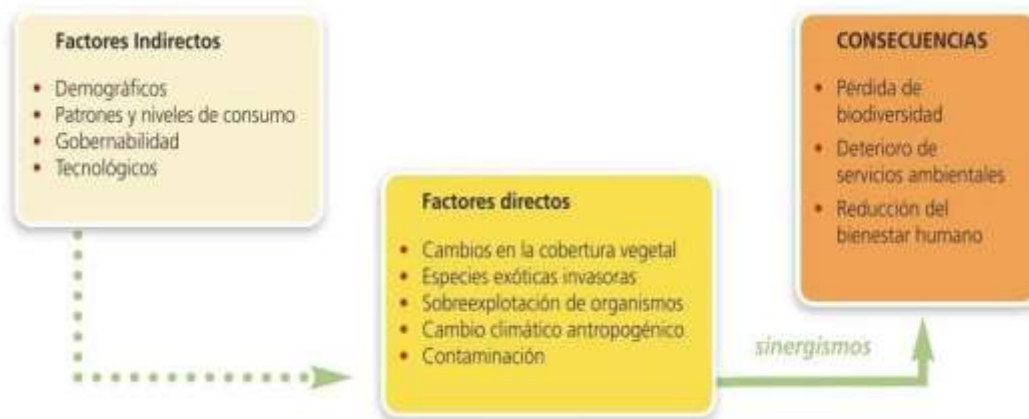 Factores Indirectos
• Demográficos
• Patrones y niveles de consumo
• Gobernabilidad
• Tecnológicos
Factores directos
• Cambios en la cobertura vegetal
• Especies exóticas invasoras
• Sobreexplotación de organismos
• Cambio climático antropogénico
• Contaminación
sinergismos
CONSECUENCIAS
• Pérdida de
biodiversidad
• Deterioro de
servicios ambientales
• Reducción del
bienestar humano